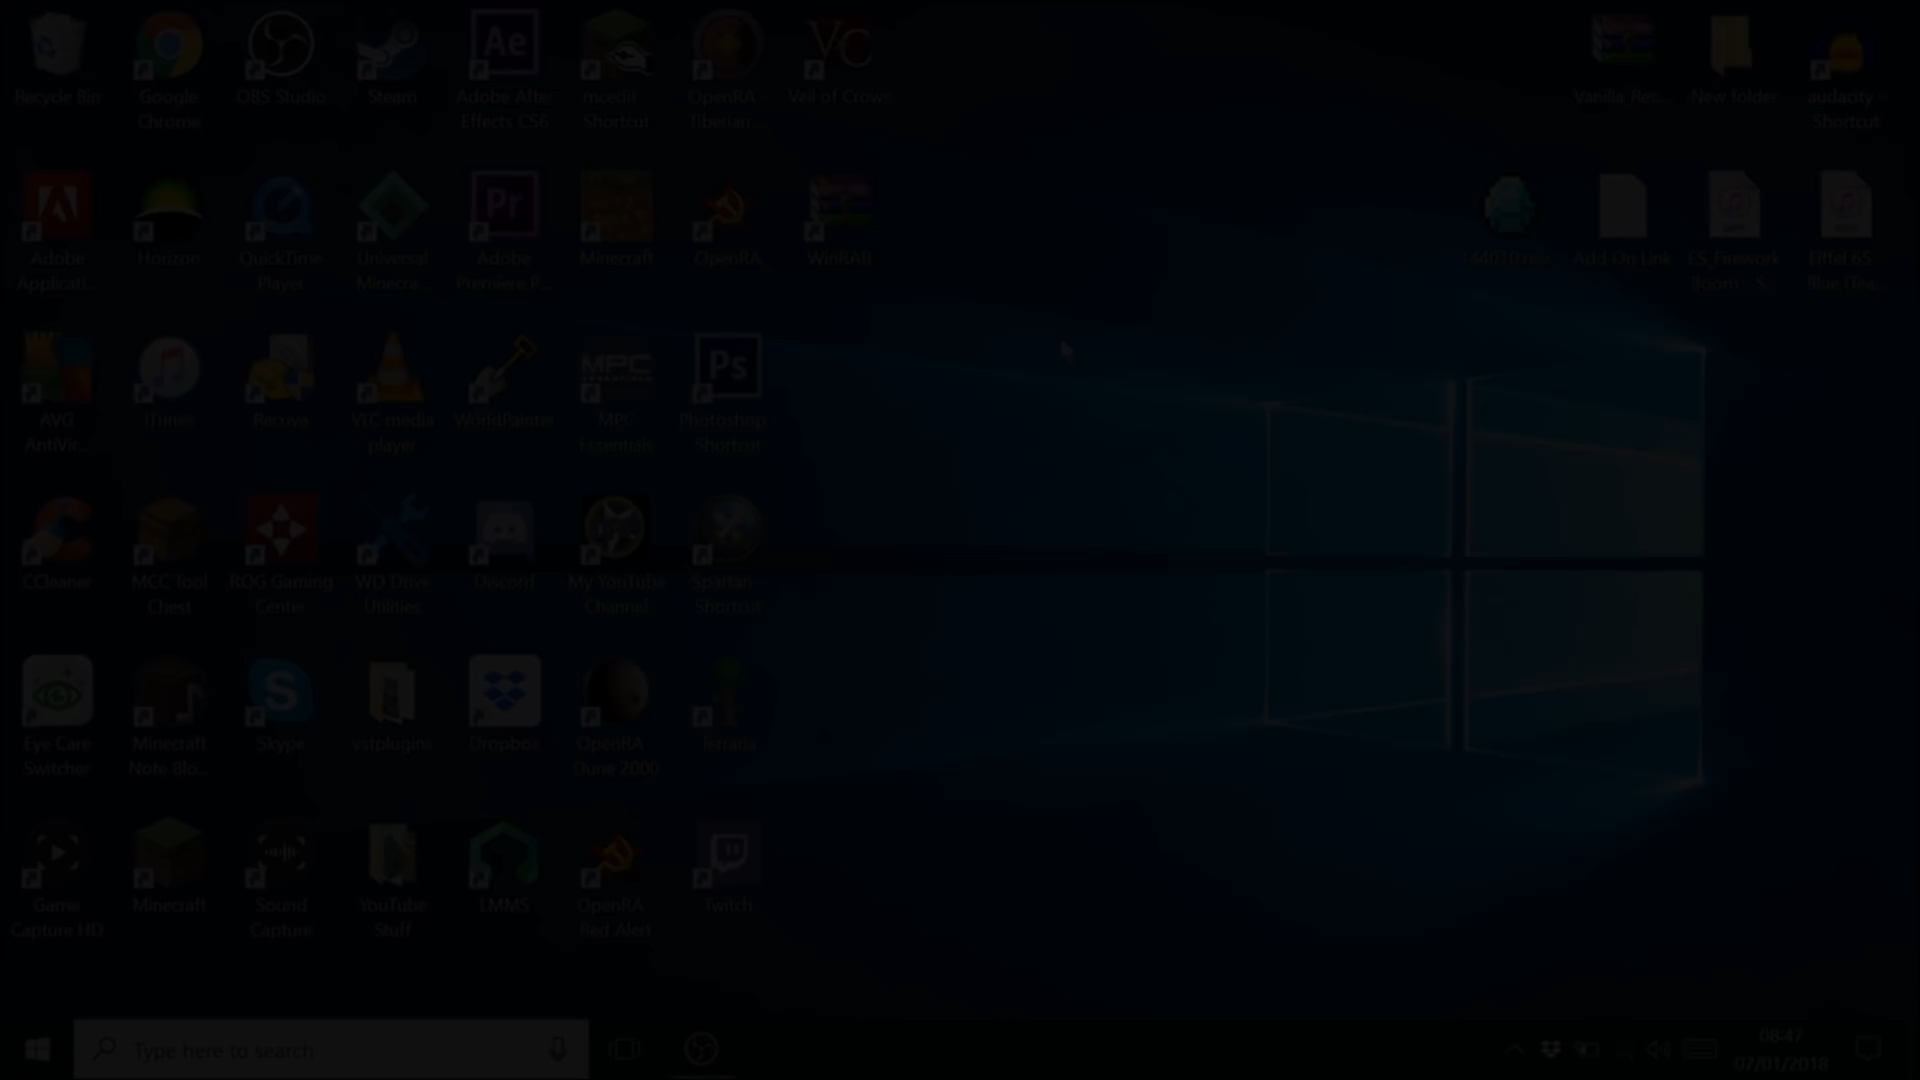 Recycle Bin
Google
Chrome
OBS Studio
Steam
Ae
Adobe After
Effects CS6
mcedit
Shortcut
OpenRA
Tiberian...
VC
Veil of Crows
Vanilla Res...
New folder
audacity -
Shortcut
Adobe
Applicati...
Horizon
QuickTime
Player
Universal
Minecra...
Pr
Adobe
Premiere P...
Minecraft
OpenRA
WinRAR
Add-On Link
ES_Firework
Boom - S...
Eiffel 65 -
Blue (Tea...
AVG
AntiVir...
iTunes
Recuva
VLC media
player
WorldPainter
MPC
ESSENTIALS
MPC
Essentials
Ps
Photoshop -
Shortcut
CCleaner
MCC Tool
Chest
ROG Gaming
Center
WD Drive
Utilities
Discord
My YouTube
Channel
Spartan -
Shortcut
Eye Care
Switcher
Minecraft
Note Blo...
S
Skype
vstplugins
Dropbox
OpenRA -
Dune 2000
Terraria
Game
Capture HD
Minecraft
Sound
Capture
YouTube
Stuff
LMMS
OpenRA -
Red Alert
Twitch
Type here to search
08:47
07/01/2018